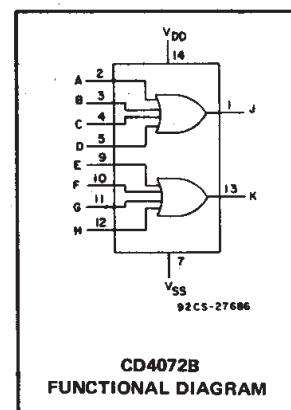 VDD
14
A 2
B 3
C 4
D 5
1 J
E 9
F 10
G 11
H 12
13 K
7
VSS
92CS-27686
CD4072B
FUNCTIONAL DIAGRAM